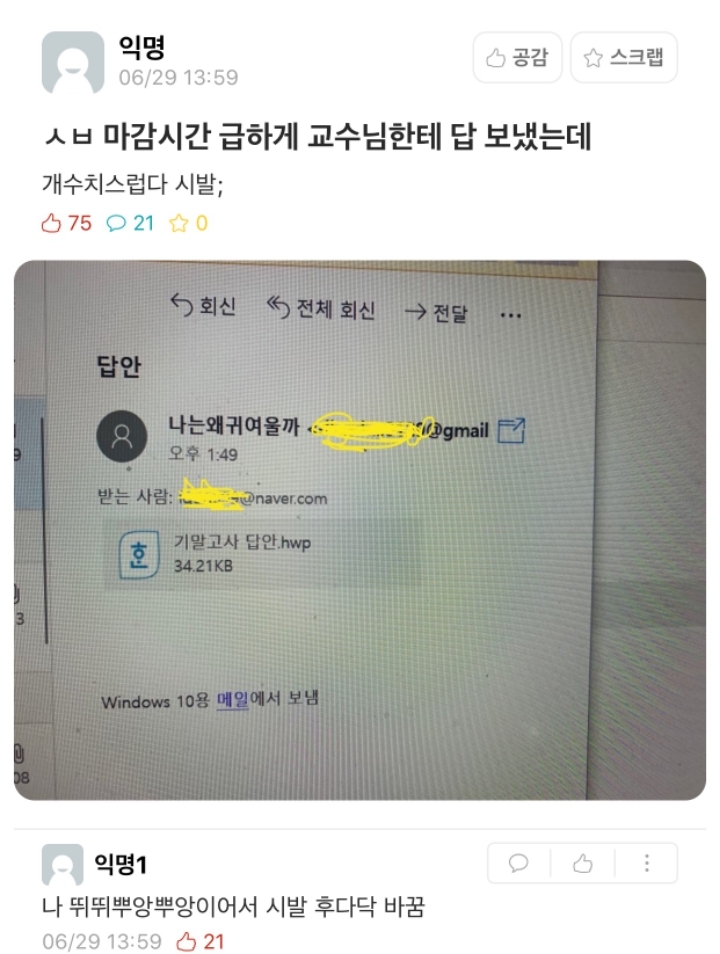 익명
06/29 13:59
공감
스크랩
ㅅㅂ 마감시간 급하게 교수님한테 답 보냈는데
개수치스럽다 시발;
75 21 0
회신 전체 회신 전달 ...
답안
나는왜귀여울까 @gmail
오후 1:49
받는 사람: @naver.com
기말고사 답안.hwp
34.21KB
Windows 10용 메일에서 보냄
9
3
08
익명1
나 뛰뛰뿌앙뿌앙이어서 시발 후다닥 바꿈
06/29 13:59 21